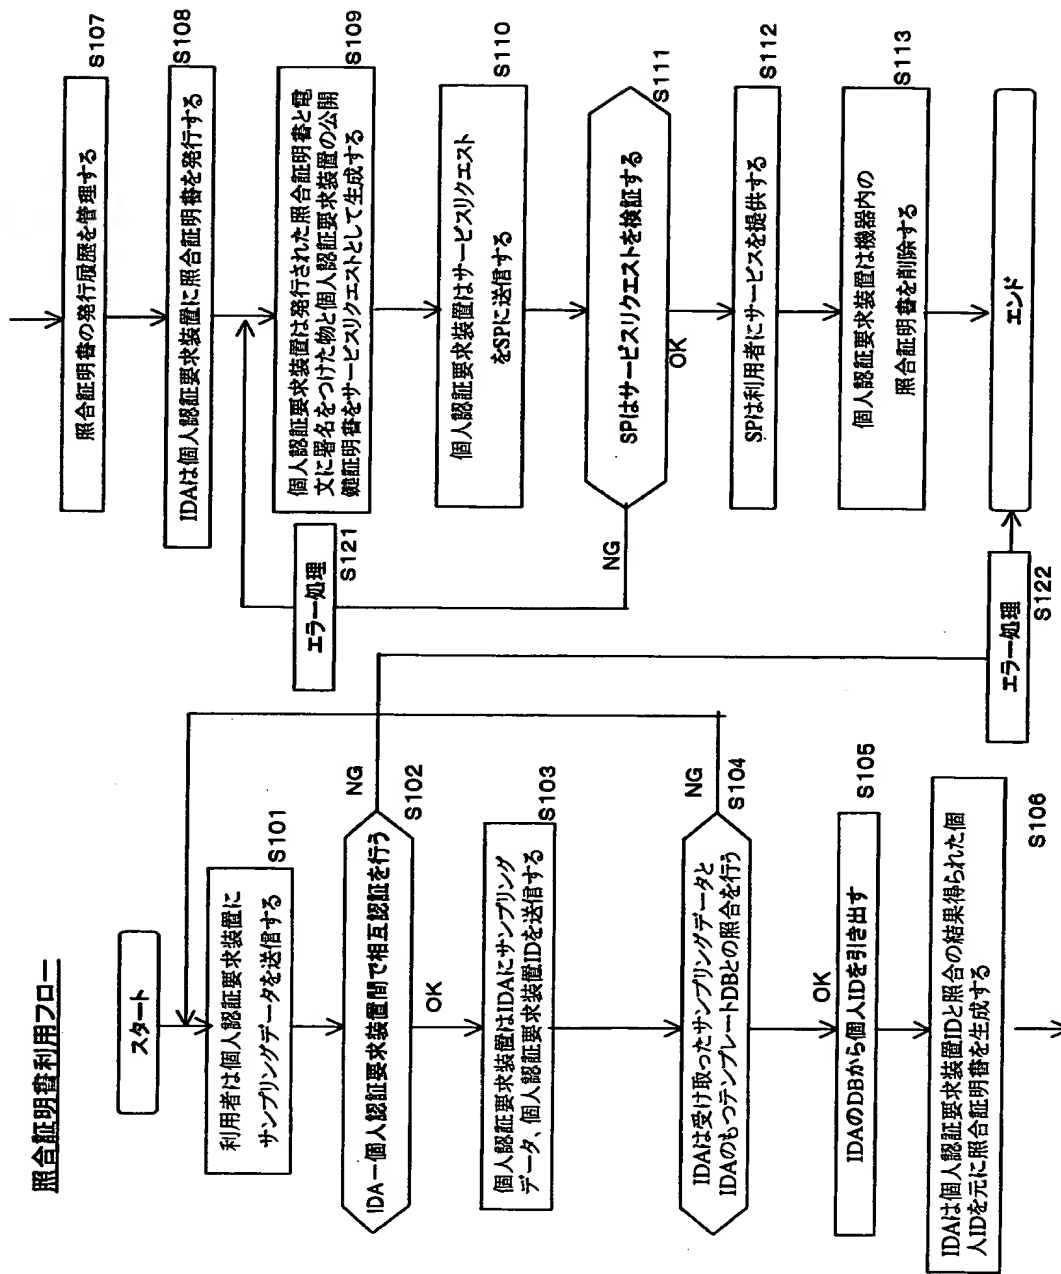 照合証明書利用フロー
スタート
利用者は個人認証要求装置に
サンプリングデータを送信する
S101
IDA－個人認証要求装置間で相互認証を行う
S102
NG
OK
個人認証要求装置はIDAにサンプリング
データ、個人認証要求装置IDを送信する
S103
IDAは受け取ったサンプリングデータと
IDAのもつテンプレートDBとの照合を行う
S104
NG
OK
IDAのDBから個人IDを引き出す
S105
IDAは個人認証要求装置IDと照合の結果得られた個
人IDを元に照合証明書を生成する
S106
照合証明書の発行履歴を管理する
S107
IDAは個人認証要求装置に照合証明書を発行する
S108
個人認証要求装置は発行された照合証明書と電
文に署名をつけた物と個人認証要求装置の公開
鍵証明書をサービスリクエストとして生成する
S109
個人認証要求装置はサービスリクエスト
をSPに送信する
S110
SPはサービスリクエストを検証する
S111
NG
OK
エラー処理
S121
SPは利用者にサービスを提供する
S112
個人認証要求装置は機器内の
照合証明書を削除する
S113
エラー処理
S122
エンド